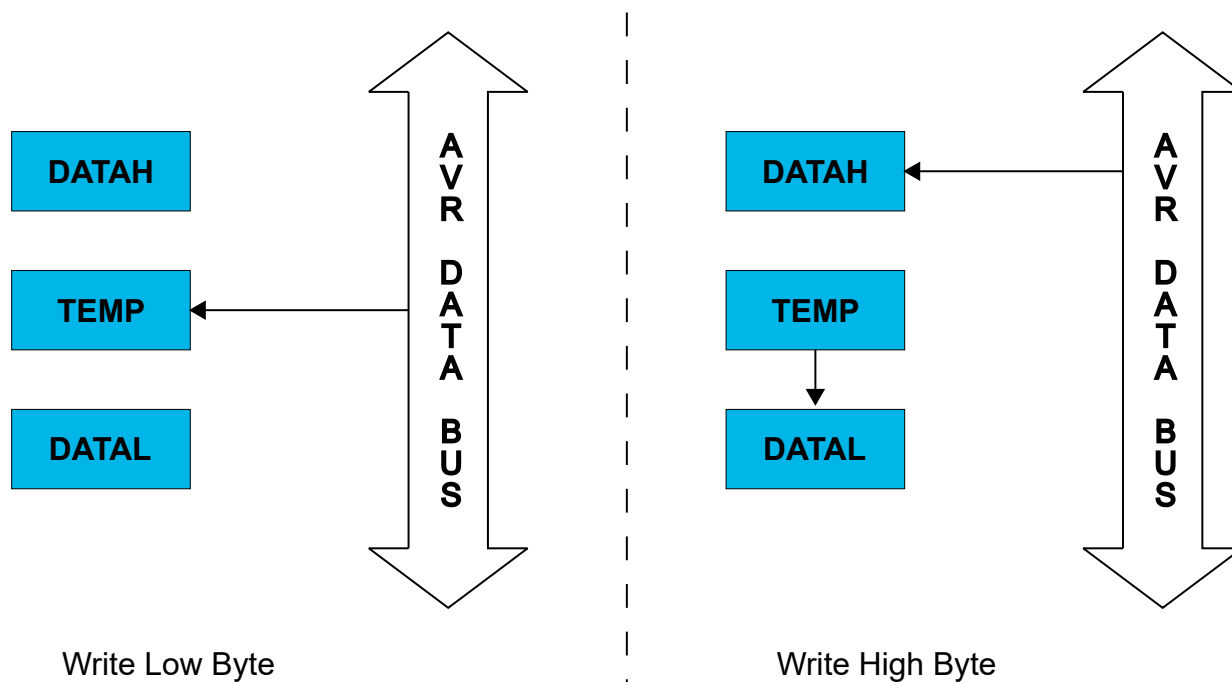 DATAH
TEMP
DATAL
AVR DATA BUS
Write Low Byte
DATAH
TEMP
DATAL
AVR DATA BUS
Write High Byte